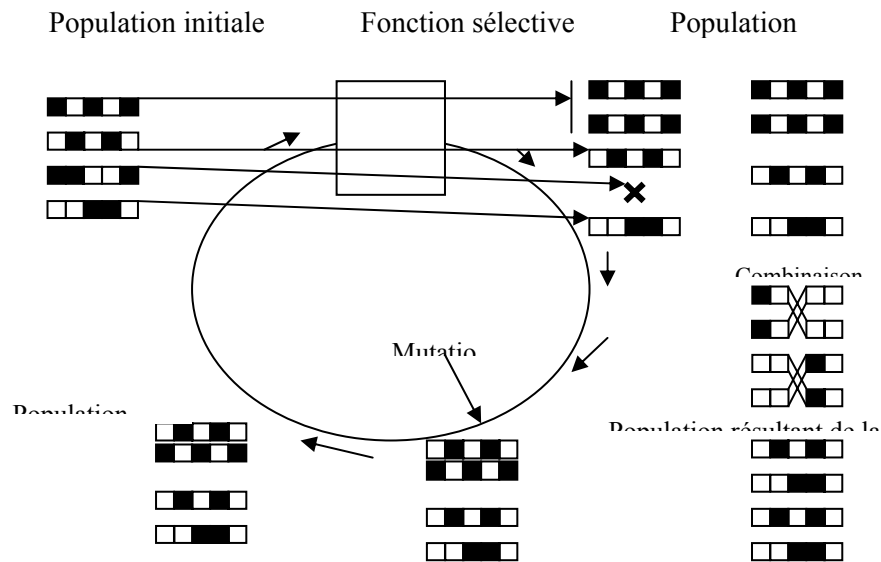 Population initiale
Fonction sélective
Population
Combinaison
Mutatio
Population
Population résultant de la